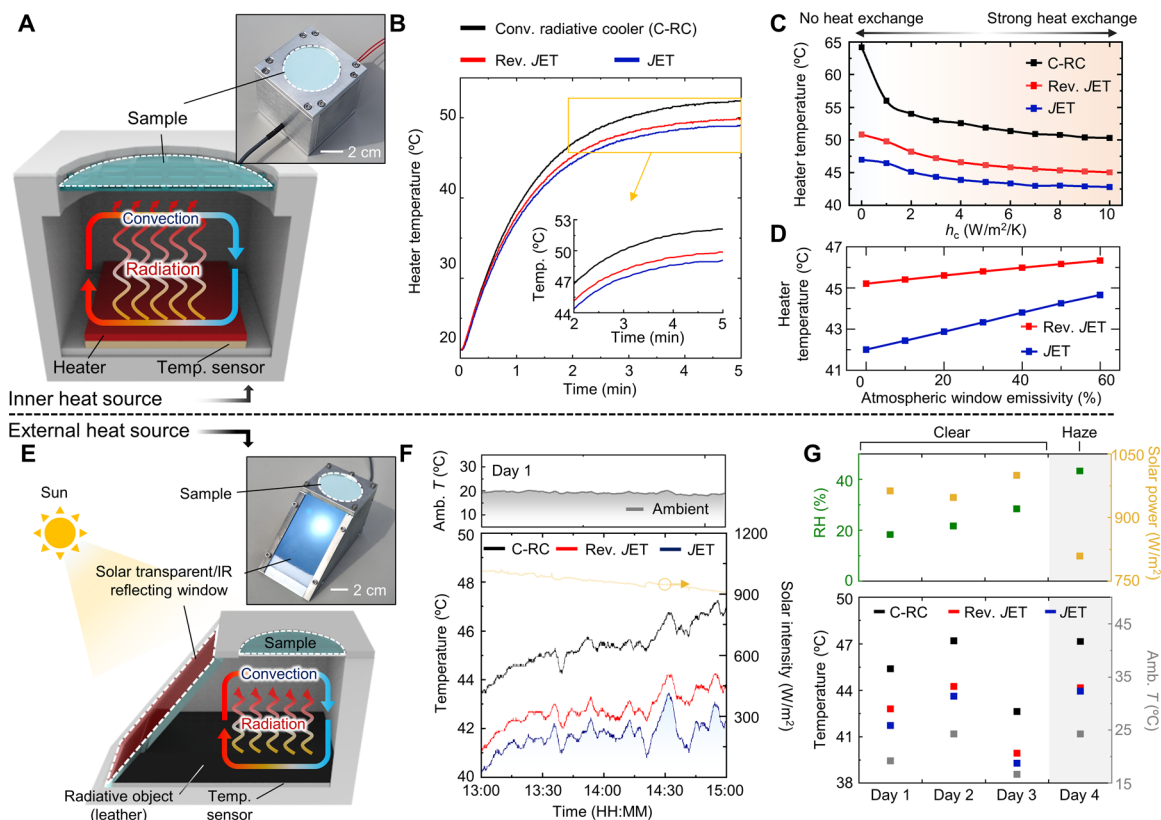 A
Sample
2 cm
Convection
Radiation
Heater
Temp. sensor
Inner heat source
B
Conv. radiative cooler (C-RC)
Rev. JET
JET
Heater temperature (ºC)
50
40
30
20
0
1
2
3
4
5
Time (min)
Temp. (ºC)
53
50
47
44
2
3
4
5
Time (min)
C
No heat exchange
Strong heat exchange
Heater temperature (ºC)
65
60
55
50
45
40
C-RC
Rev. JET
JET
0
2
4
6
8
10
hc (W/m²/K)
D
Heater
temperature (ºC)
47
45
43
41
Rev. JET
JET
0
20
40
60
Atmospheric window emissivity (%)
External heat source
E
Sun
Sample
2 cm
Solar transparent/IR
reflecting window
Sample
Convection
Radiation
Radiative object
(leather)
Temp.
sensor
F
Amb. T (ºC)
30
20
10
Day 1
Ambient
Temperature (ºC)
50
48
46
44
42
40
C-RC
Rev. JET
JET
1200
900
600
300
Solar intensity
(W/m²)
13:00
13:30
14:00
14:30
15:00
Time (HH:MM)
G
Clear
Haze
RH (%)
40
20
0
1050
900
750
Solar power
(W/m²)
Temperature (ºC)
50
47
44
41
38
C-RC
Rev. JET
JET
45
35
25
15
Amb. T (ºC)
Day 1
Day 2
Day 3
Day 4